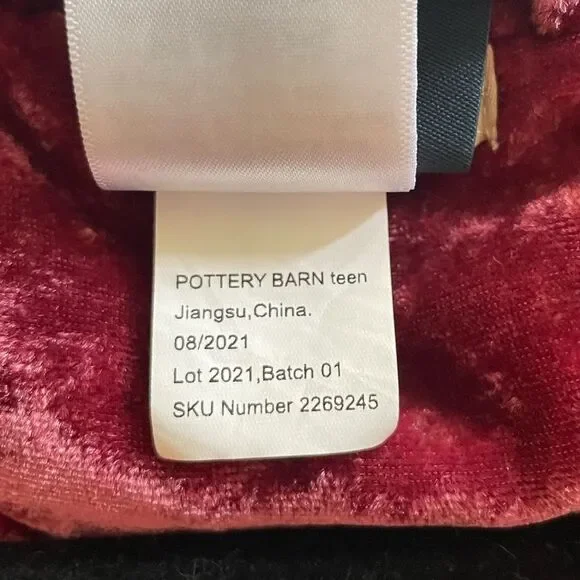 POTTERY BARN teen
Jiangsu,China.
08/2021
Lot 2021,Batch 01
SKU Number 2269245